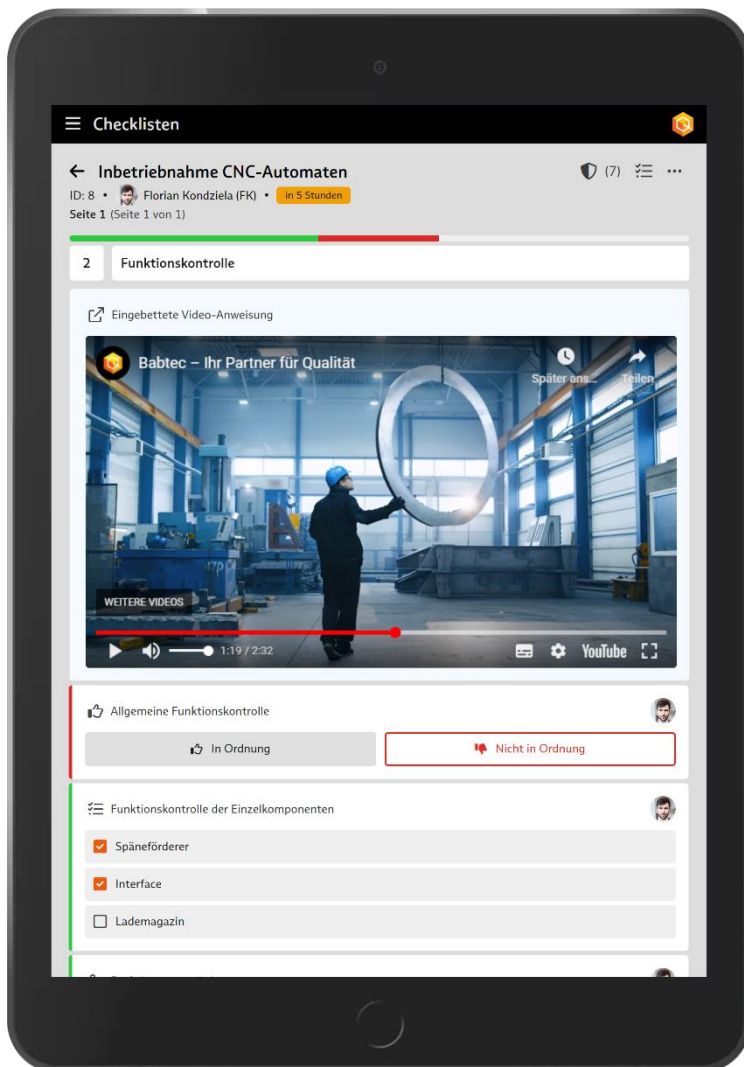 Checklisten
Inbetriebnahme CNC-Automaten
(7)
ID: 8 • Florian Kondziela (FK) • in 5 Stunden
Seite 1 (Seite 1 von 1)
2 Funktionskontrolle
Eingebettete Video-Anweisung
Babtec – Ihr Partner für Qualität
Später ans... Teilen
WEITERE VIDEOS
1:19 / 2:32
YouTube
Allgemeine Funktionskontrolle
In Ordnung
Nicht in Ordnung
Funktionskontrolle der Einzelkomponenten
Späneförderer
Interface
Lademagazin